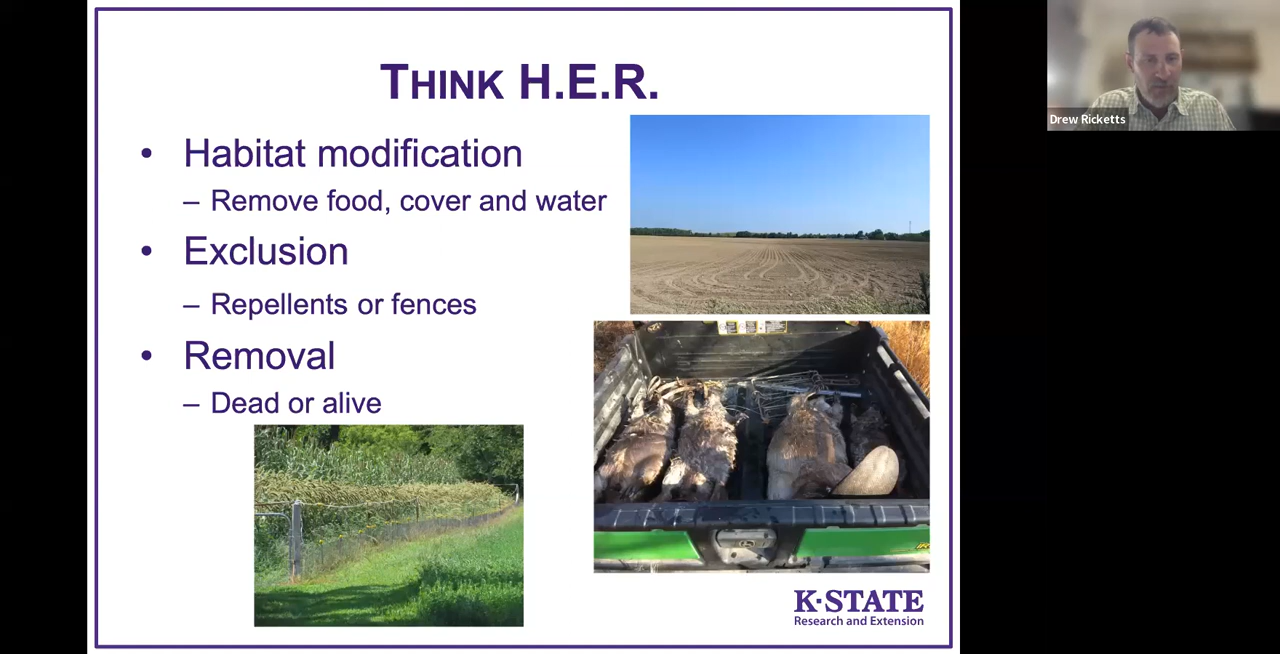 THINK H.E.R.
• Habitat modification
– Remove food, cover and water
• Exclusion
– Repellents or fences
• Removal
– Dead or alive
K·STATE
Research and Extension
Drew Ricketts